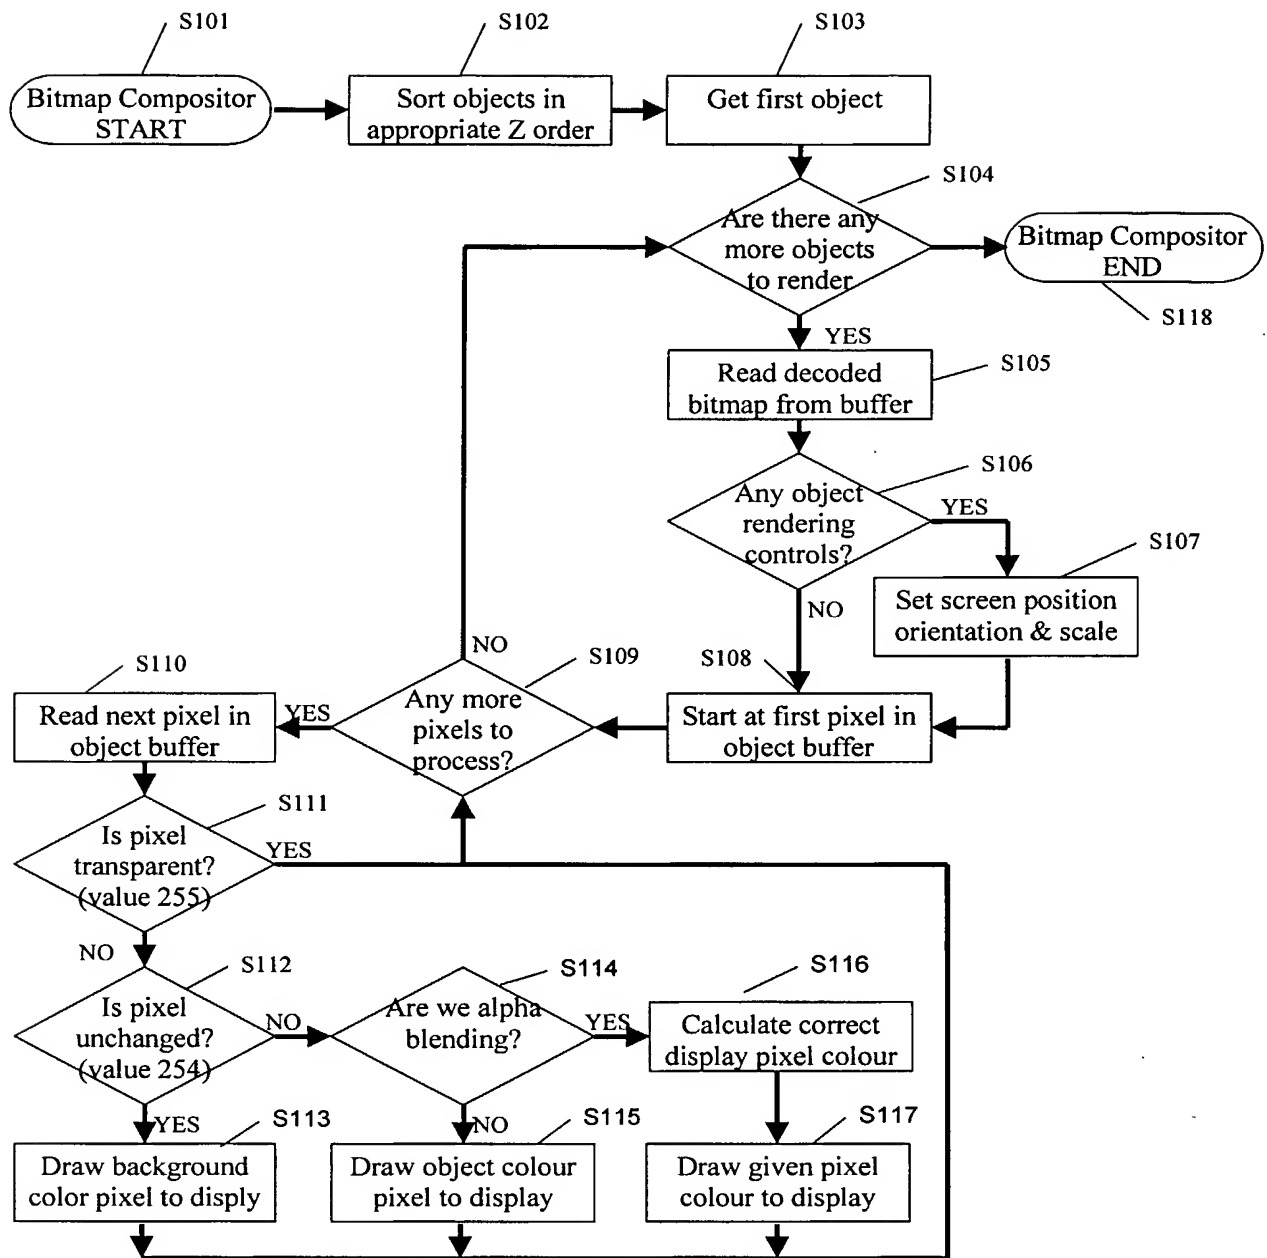 S101
S102
S103
Bitmap Compositor
START
Sort objects in
appropriate Z order
Get first object
S104
Are there any
more objects
to render
Bitmap Compositor
END
S118
YES
Read decoded
bitmap from buffer
S105
S106
Any object
rendering
controls?
YES
S107
NO
Set screen position
orientation & scale
NO
S109
S108
S110
Read next pixel in
object buffer
YES
Any more
pixels to
process?
Start at first pixel in
object buffer
S111
Is pixel
transparent?
(value 255)
YES
NO
S112
S114
S116
Is pixel
unchanged?
(value 254)
NO
Are we alpha
blending?
YES
Calculate correct
display pixel colour
YES
S113
NO
S115
S117
Draw background
color pixel to disply
Draw object colour
pixel to display
Draw given pixel
colour to display